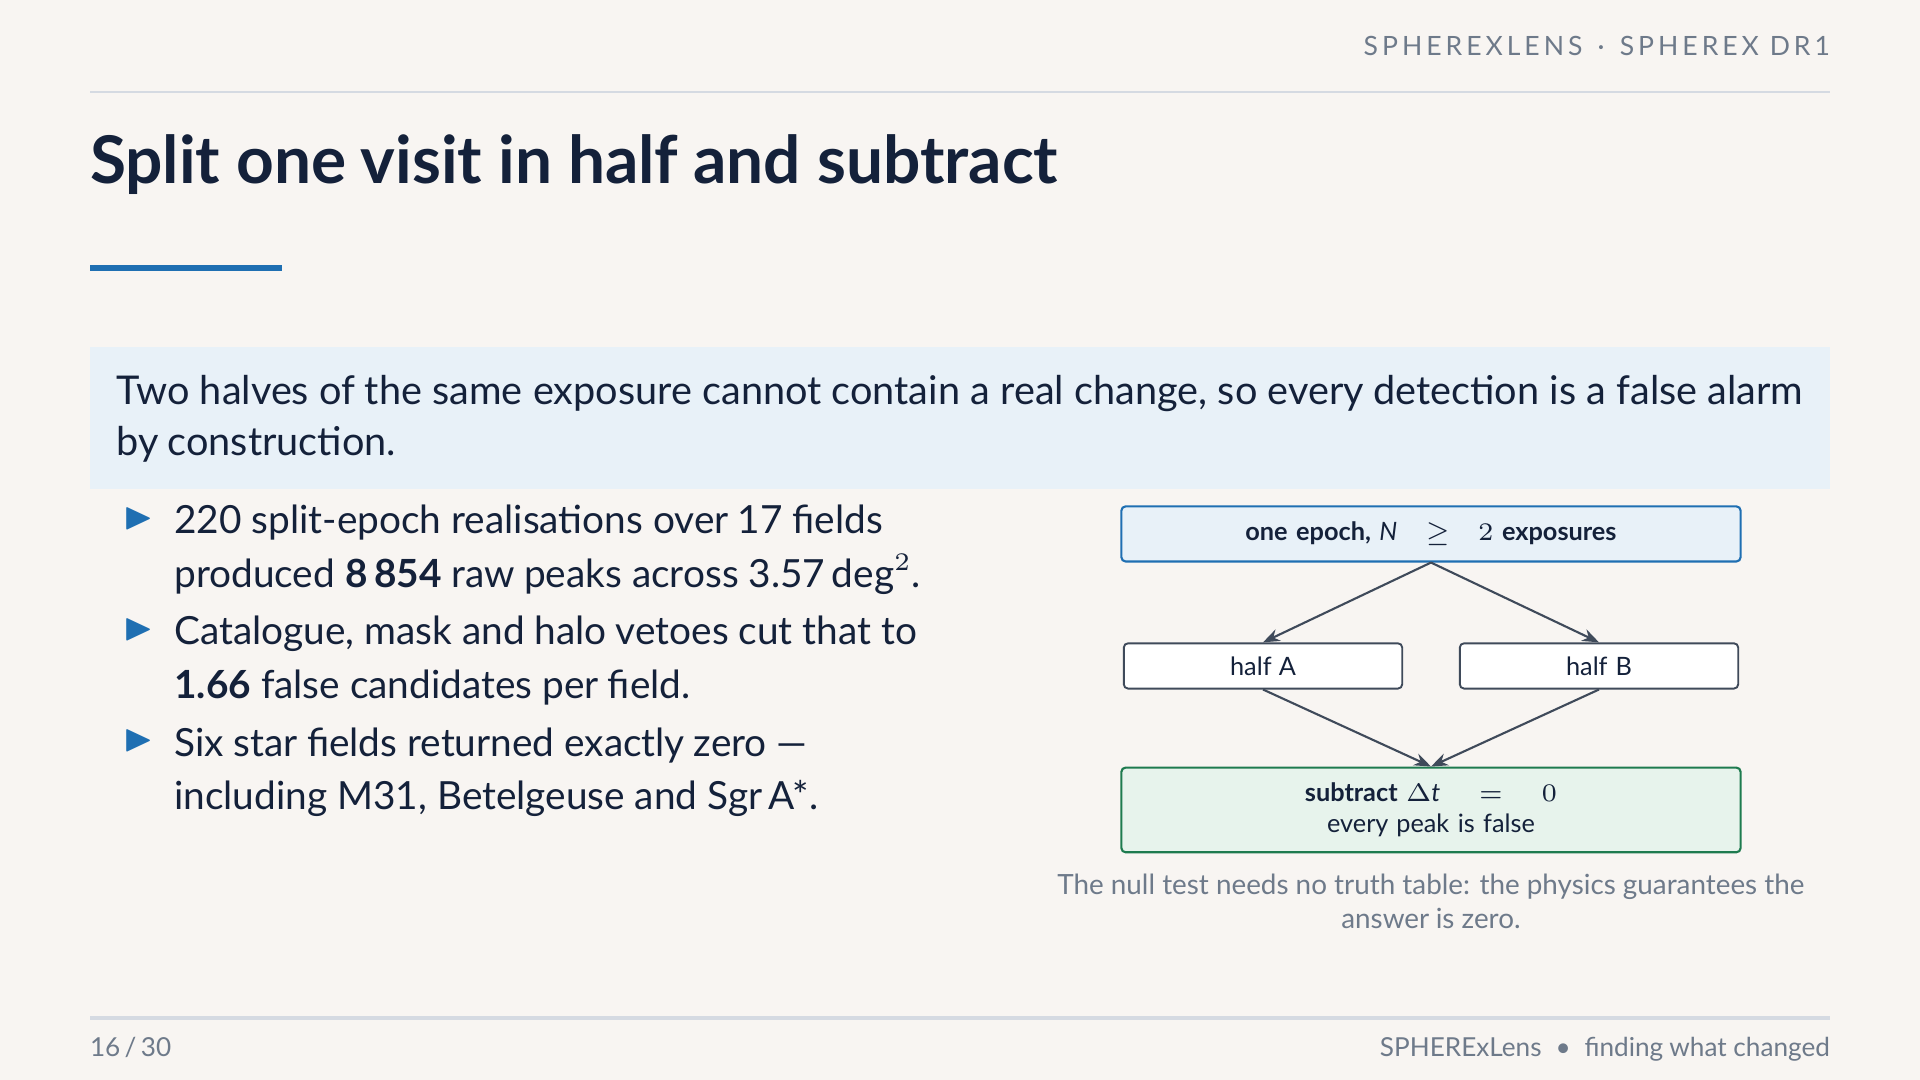 SPHEREXLENS · SPHEREX DR1
Split one visit in half and subtract
Two halves of the same exposure cannot contain a real change, so every detection is a false alarm
by construction.
220 split-epoch realisations over 17 fields
produced 8 854 raw peaks across 3.57 deg².
Catalogue, mask and halo vetoes cut that to
1.66 false candidates per field.
Six star fields returned exactly zero —
including M31, Betelgeuse and Sgr A*.
one epoch, N ≥ 2 exposures
half A
half B
subtract Δt = 0
every peak is false
The null test needs no truth table: the physics guarantees the
answer is zero.
16 / 30
SPHERExLens • finding what changed